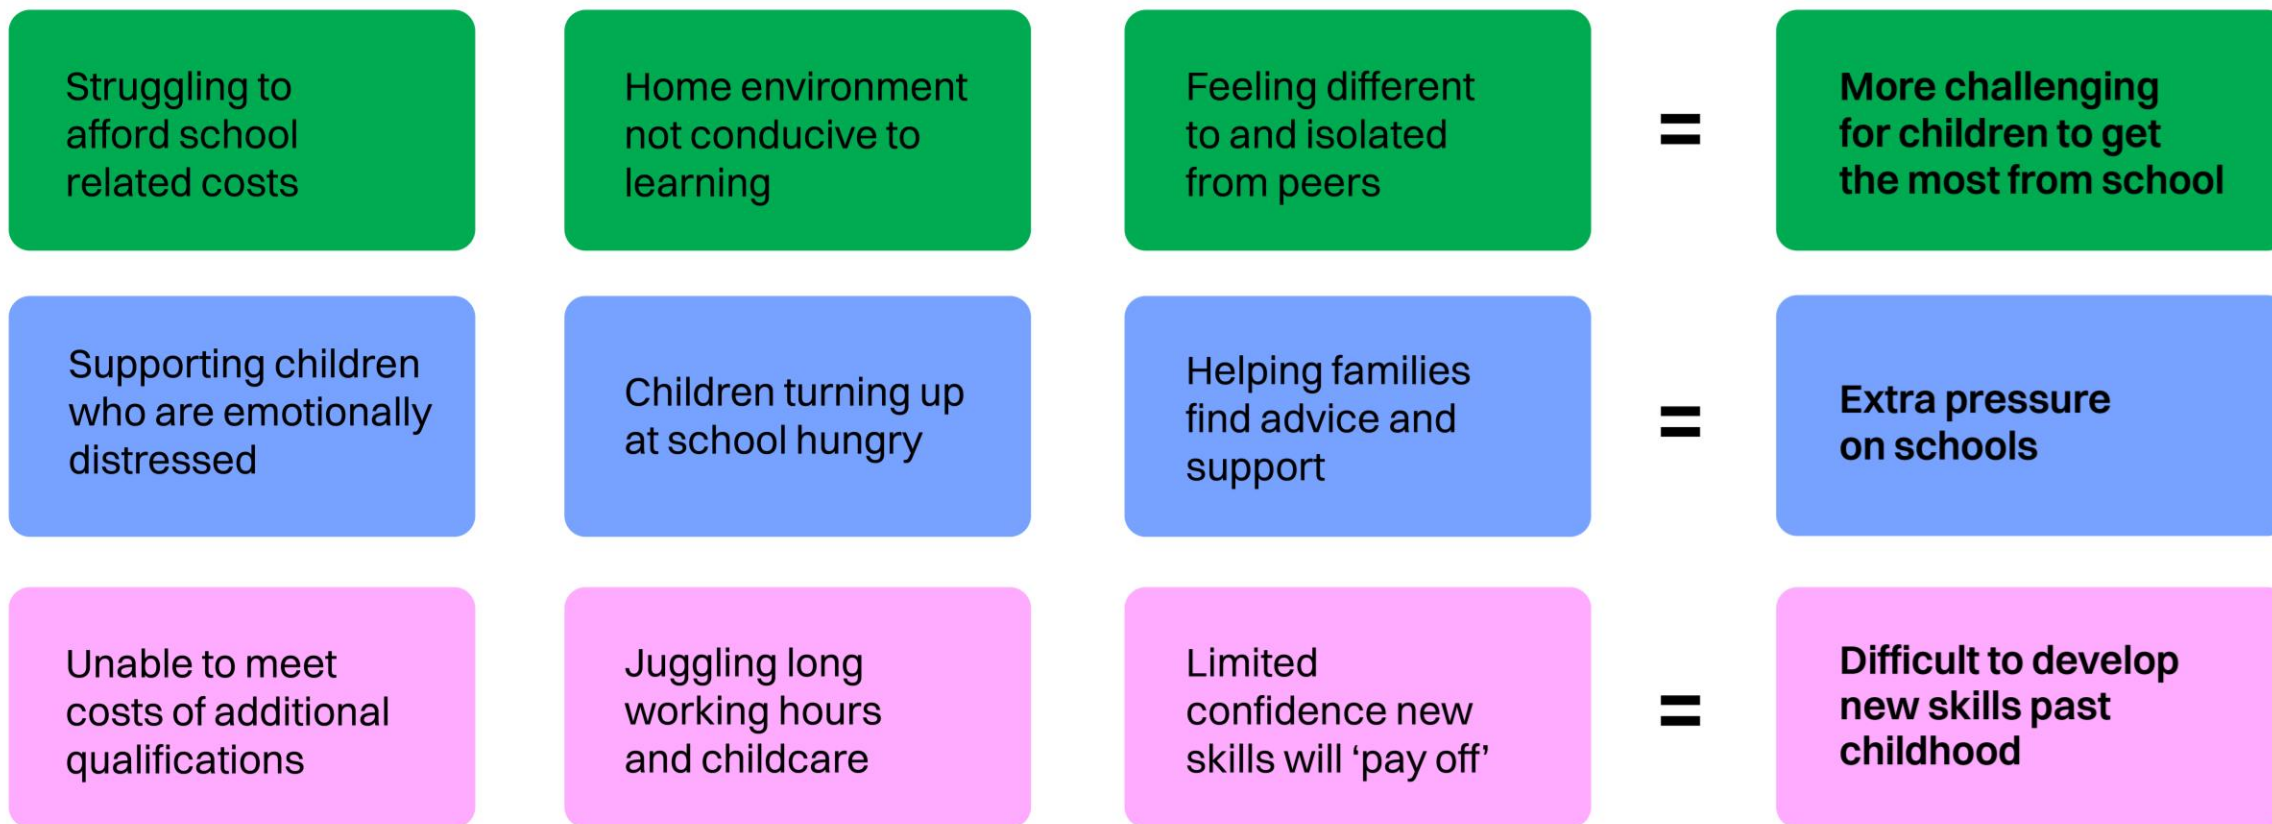 Struggling to
afford school
related costs
Home environment
not conducive to
learning
Feeling different
to and isolated
from peers
=
More challenging
for children to get
the most from school
Supporting children
who are emotionally
distressed
Children turning up
at school hungry
Helping families
find advice and
support
=
Extra pressure
on schools
Unable to meet
costs of additional
qualifications
Juggling long
working hours
and childcare
Limited
confidence new
skills will ‘pay off’
=
Difficult to develop
new skills past
childhood